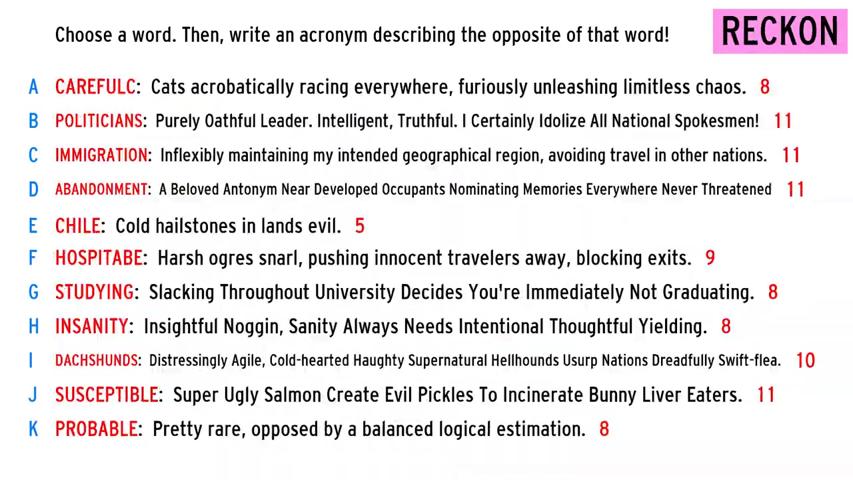 Choose a word. Then, write an acronym describing the opposite of that word!
RECKON
A CAREFULC: Cats acrobatically racing everywhere, furiously unleashing limitless chaos. 8
B POLITICIANS: Purely Oathful Leader. Intelligent, Truthful. I Certainly Idolize All National Spokesmen! 11
C IMMIGRATION: Inflexibly maintaining my intended geographical region, avoiding travel in other nations. 11
D ABANDONMENT: A Beloved Antonym Near Developed Occupants Nominating Memories Everywhere Never Threatened 11
E CHILE: Cold hailstones in lands evil. 5
F HOSPITABE: Harsh ogres snarl, pushing innocent travelers away, blocking exits. 9
G STUDYING: Slacking Throughout University Decides You're Immediately Not Graduating. 8
H INSANITY: Insightful Noggin, Sanity Always Needs Intentional Thoughtful Yielding. 8
I DACHSHUNDS: Distressingly Agile, Cold-hearted Haughty Supernatural Hellhounds Usurp Nations Dreadfully Swift-flea. 10
J SUSCEPTIBLE: Super Ugly Salmon Create Evil Pickles To Incinerate Bunny Liver Eaters. 11
K PROBABLE: Pretty rare, opposed by a balanced logical estimation. 8